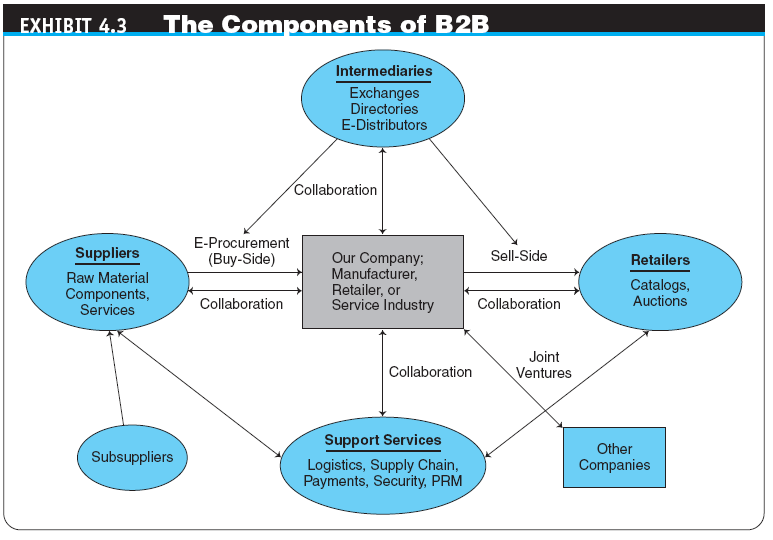 EXHIBIT 4.3 The Components of B2B
Intermediaries
Exchanges
Directories
E-Distributors
Collaboration
E-Procurement
(Buy-Side)
Suppliers
Raw Material
Components,
Services
Collaboration
Our Company;
Manufacturer,
Retailer, or
Service Industry
Sell-Side
Collaboration
Retailers
Catalogs,
Auctions
Collaboration
Joint
Ventures
Subsuppliers
Support Services
Logistics, Supply Chain,
Payments, Security, PRM
Other
Companies